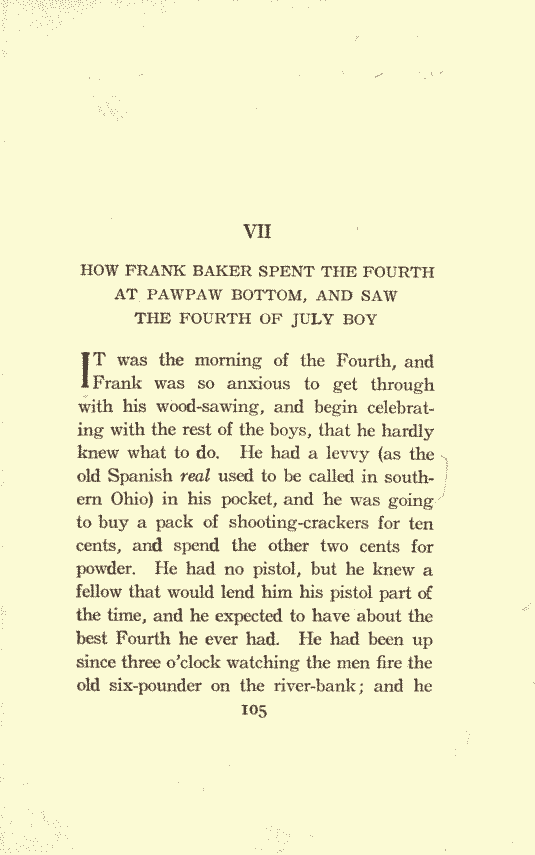 VII
HOW FRANK BAKER SPENT THE FOURTH
AT PAWPAW BOTTOM, AND SAW
THE FOURTH OF JULY BOY
IT was the morning of the Fourth, and
Frank was so anxious to get through
with his wood-sawing, and begin celebrat-
ing with the rest of the boys, that he hardly
knew what to do. He had a levvy (as the
old Spanish real used to be called in south-
ern Ohio) in his pocket, and he was going
to buy a pack of shooting-crackers for ten
cents, and spend the other two cents for
powder. He had no pistol, but he knew a
fellow that would lend him his pistol part of
the time, and he expected to have about the
best Fourth he ever had. He had been up
since three o'clock watching the men fire the
old six-pounder on the river-bank; and he
105